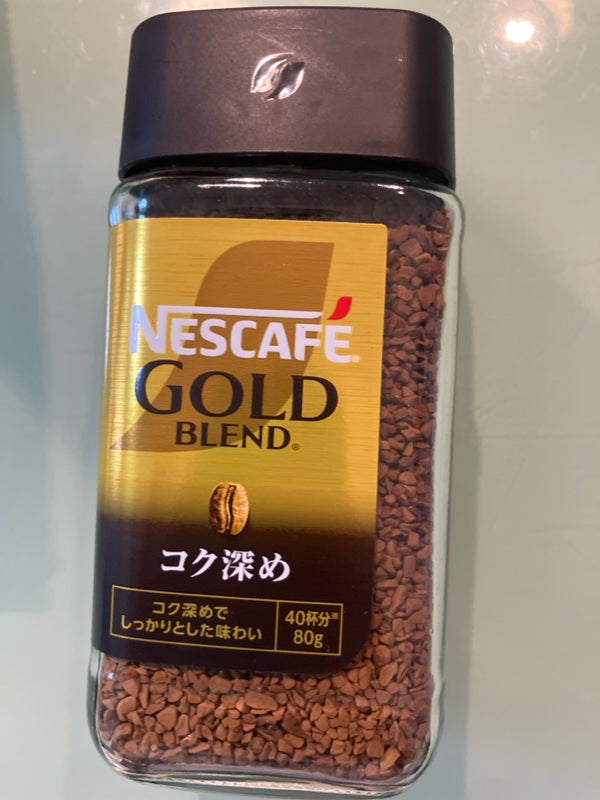 NESCAFÉ®
GOLD
BLEND®
コク深め
コク深めで
しっかりとした味わい
40杯分※
80g